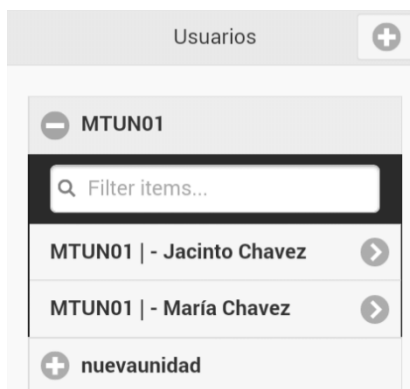 Usuarios
MTUN01
Filter items...
MTUN01 | - Jacinto Chavez
MTUN01 | - María Chavez
nuevaunidad